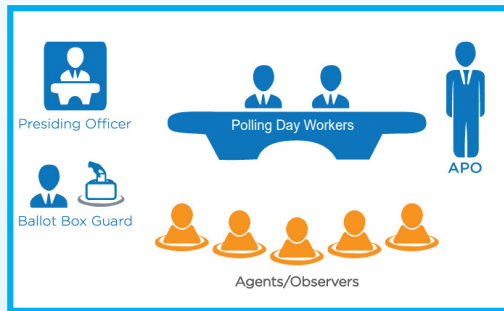 Presiding Officer
Polling Day Workers
APO
Ballot Box Guard
Agents/Observers